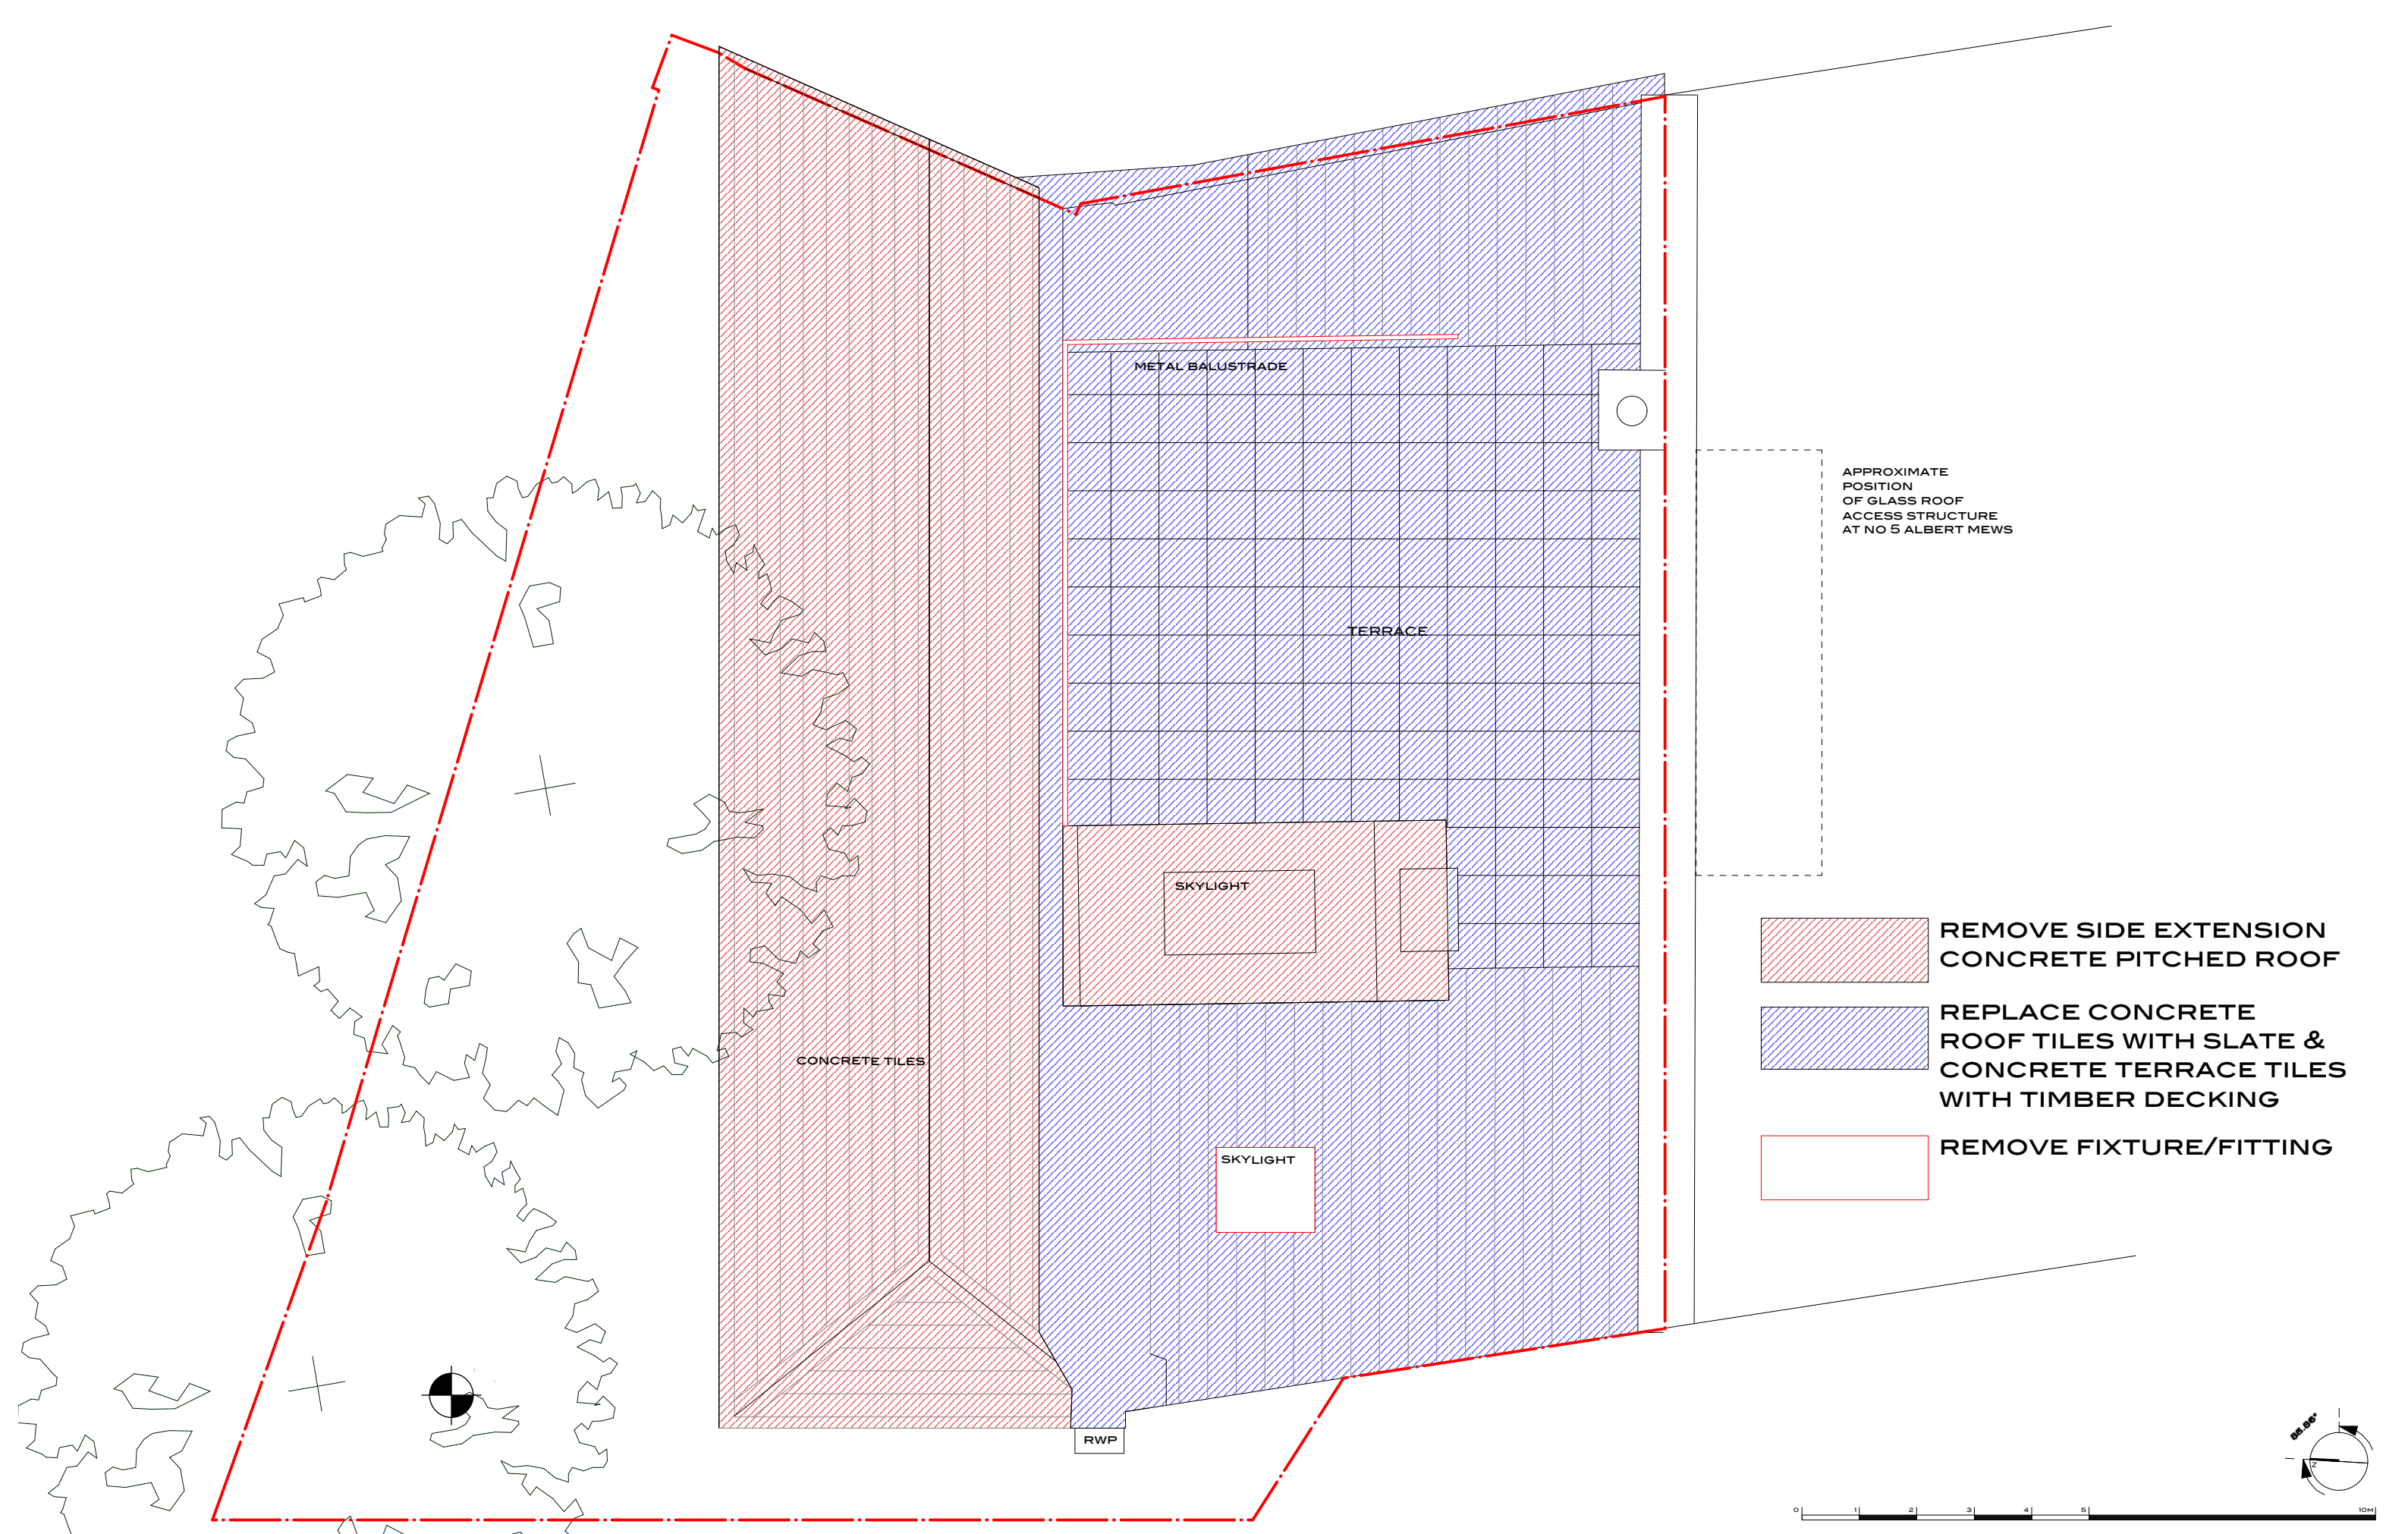 METAL BALUSTRADE
APPROXIMATE
POSITION
OF GLASS ROOF
ACCESS STRUCTURE
AT NO 5 ALBERT MEWS
TERRACE
SKYLIGHT
REMOVE SIDE EXTENSION
CONCRETE PITCHED ROOF
REPLACE CONCRETE
ROOF TILES WITH SLATE &
CONCRETE TERRACE TILES
WITH TIMBER DECKING
REMOVE FIXTURE/FITTING
CONCRETE TILES
SKYLIGHT
RWP
85.86°
N
0 1 2 3 4 5 10M